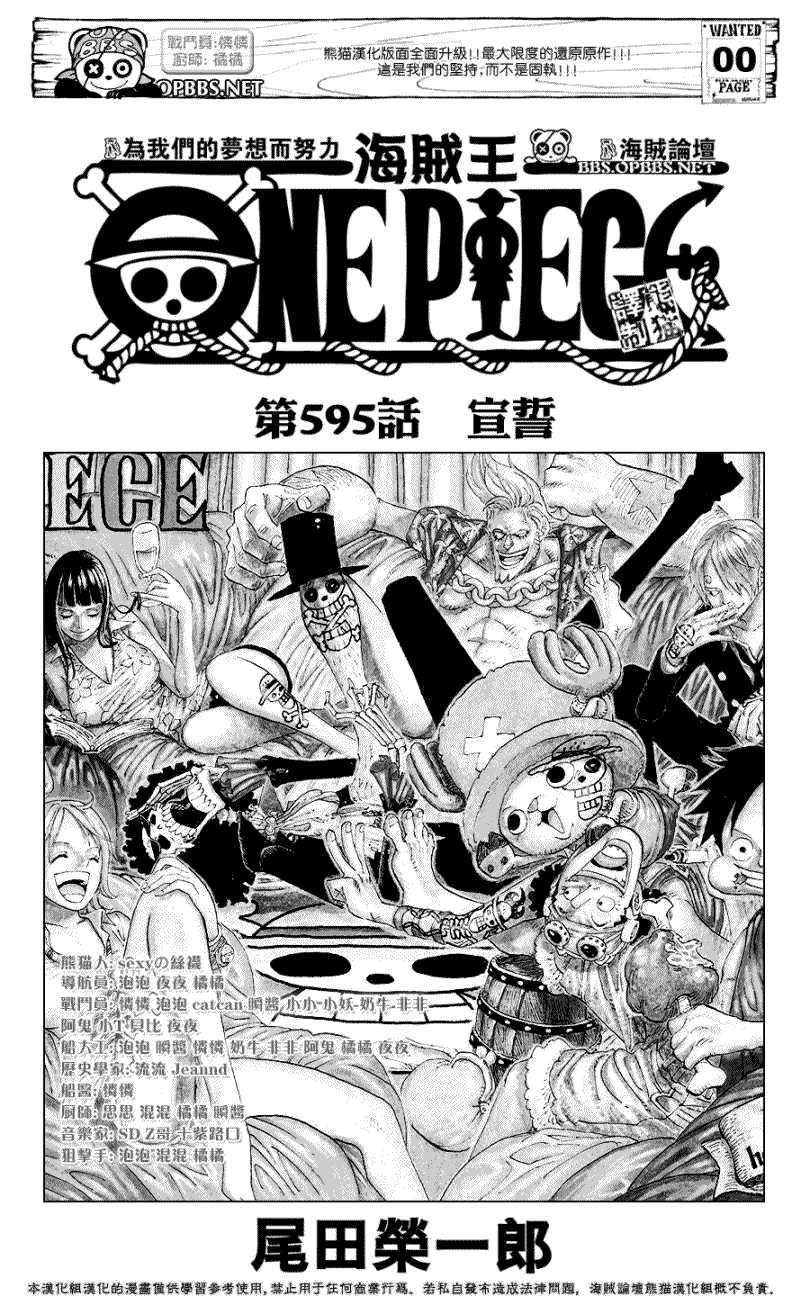 戰鬥員:憐憐
廚師: 橘橘
OPBBS.NET
熊猫漢化版面全面升級!!最大限度的還原原作!!!
這是我們的堅持,而不是固執!!!
WANTED
00
PAGE
為我們的夢想而努力
海賊王
海賊論壇
BBS.OPBBS.NET
ONE PIECE
熊猫譯制
第595話 宣誓
ECE
熊猫人: sexyの絲襪
導航員: 泡泡 夜夜 橘橘
戰鬥員: 憐憐 泡泡 catcan 瞬醬 小小 小妖 奶牛 非非
阿鬼 小T 貝比 夜夜
船大工: 泡泡 瞬醬 憐憐 奶牛 非非 阿鬼 橘橘 夜夜
歷史學家: 流流 Jeannd
船醫: 憐憐
廚師: 思思 混混 橘橘 瞬醬
音樂家: SD Z哥 十紫路口
狙擊手: 泡泡 混混 橘橘
尾田榮一郎
本漢化組漢化的漫畫僅供學習參考使用,禁止用于任何商業行爲。若私自發布造成法律問題, 海賊論壇熊猫漢化組概不負責。